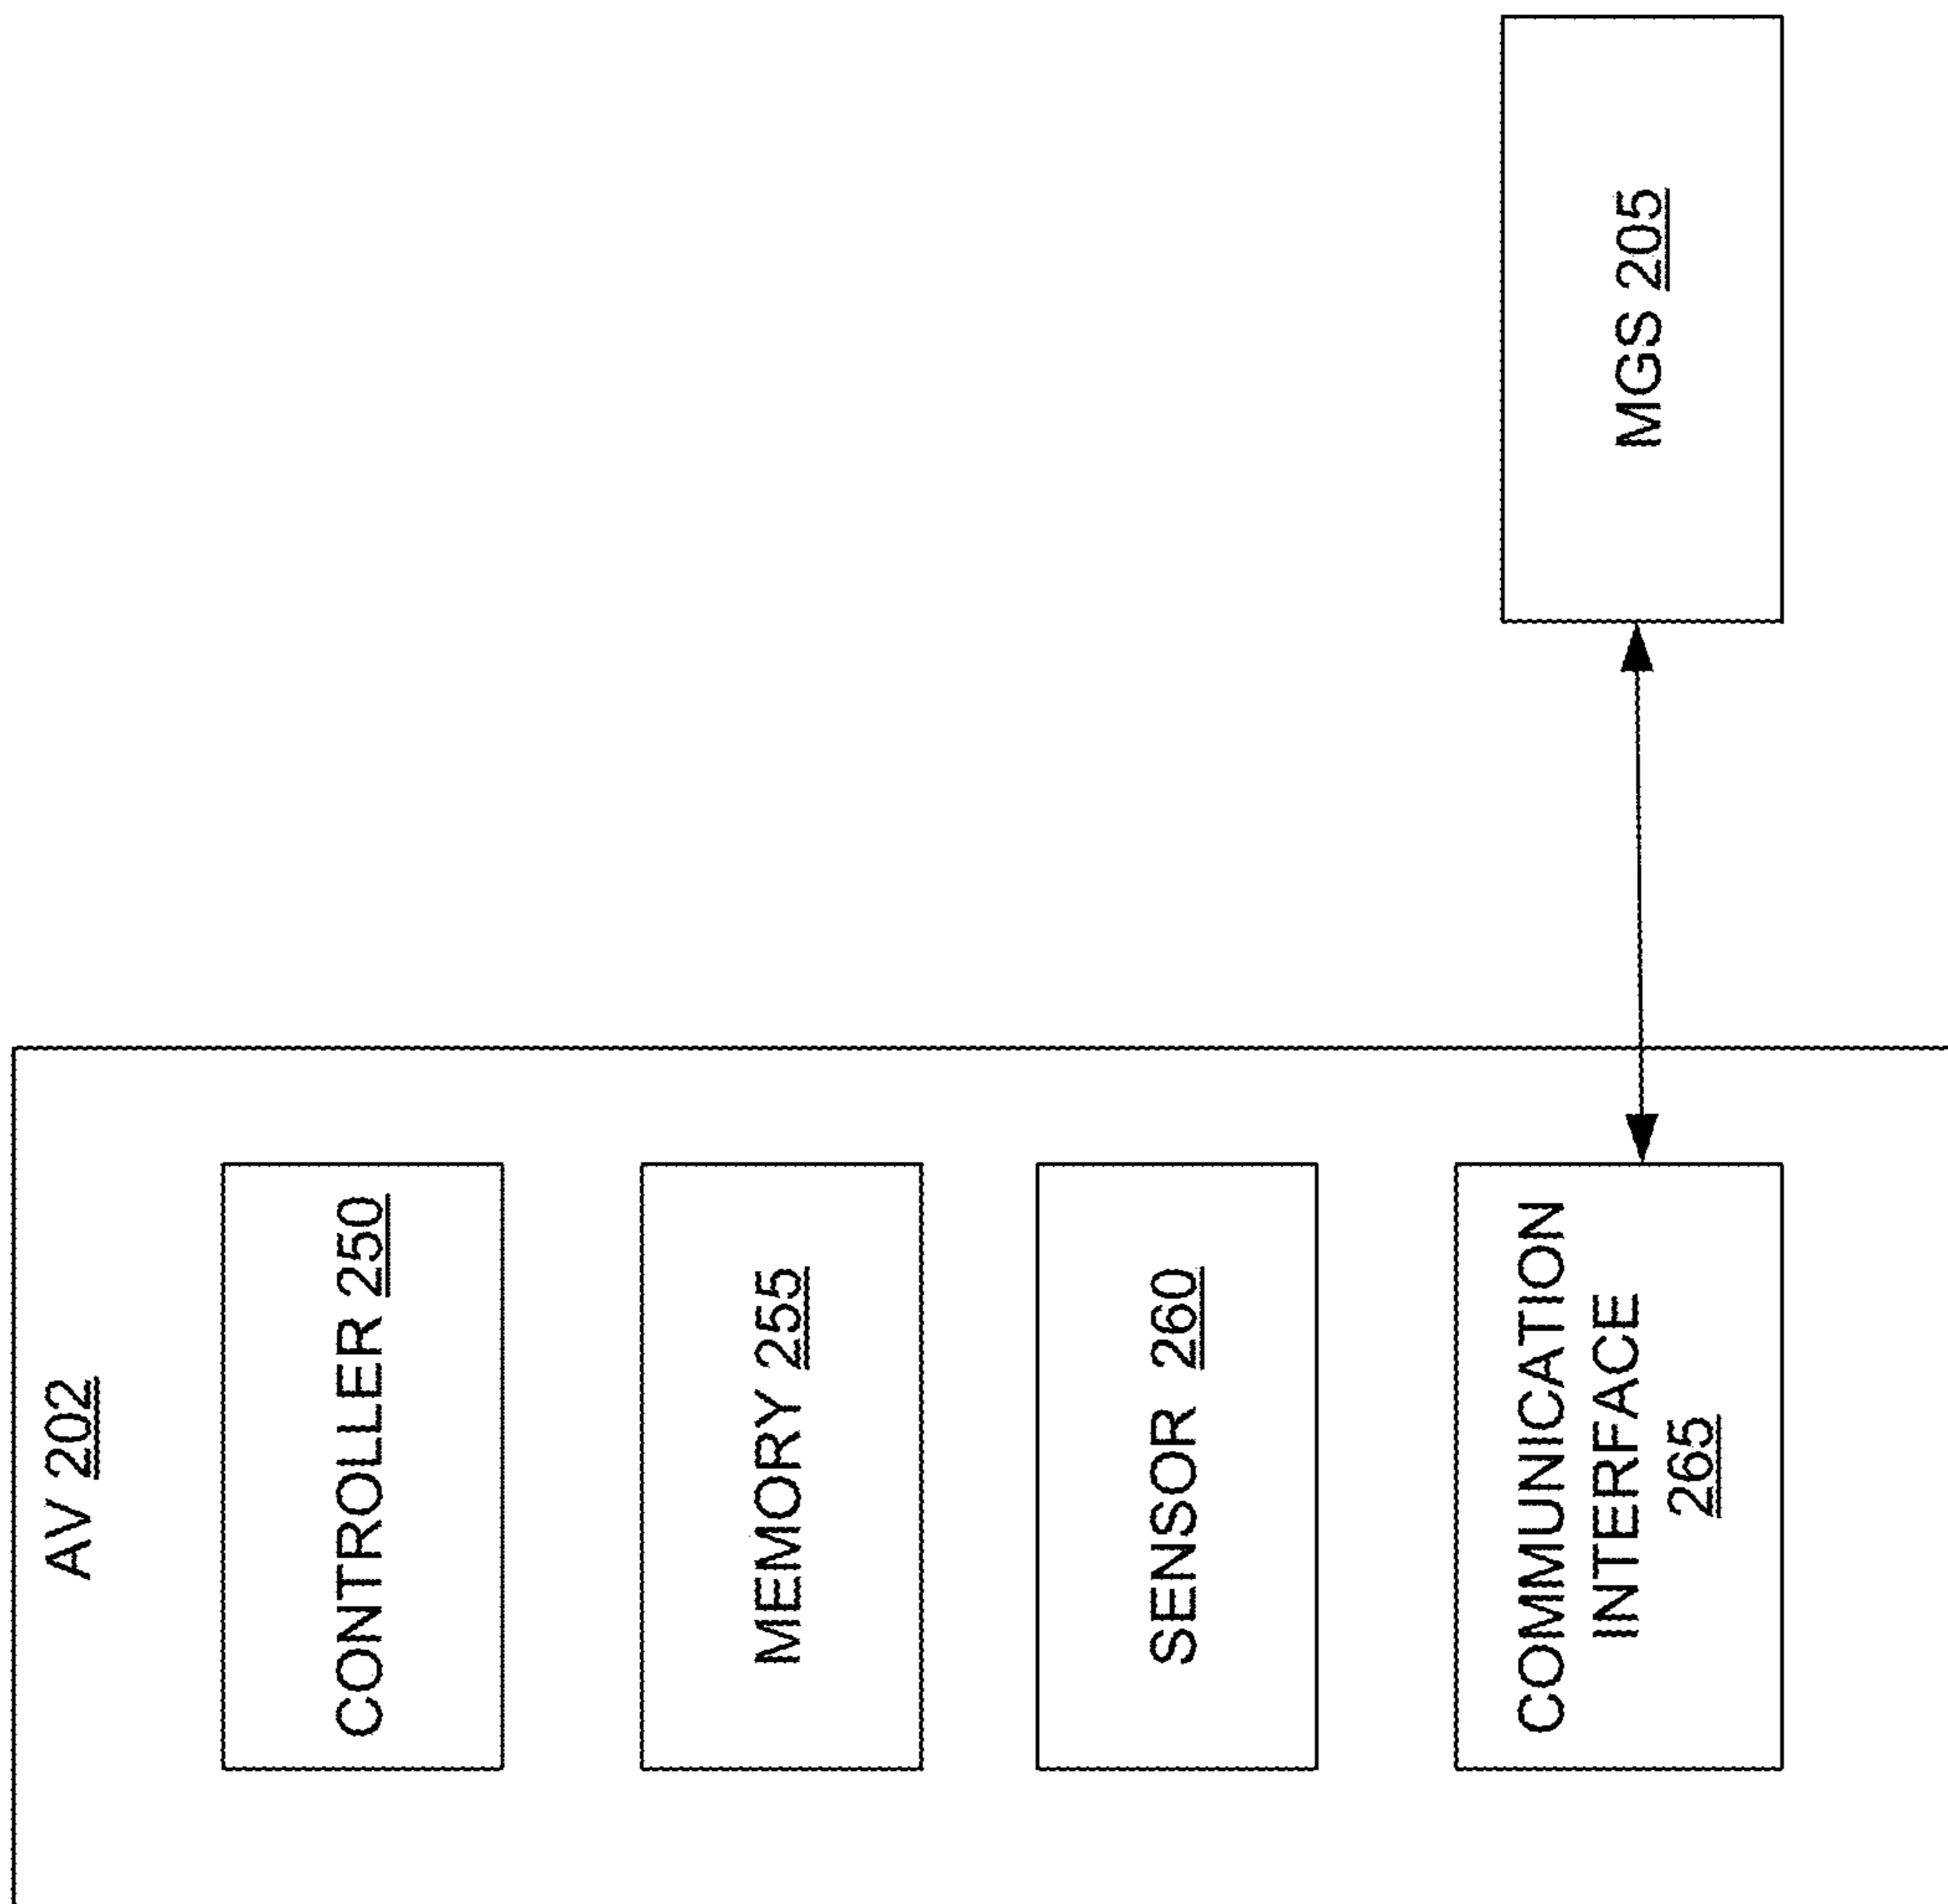 AV 202
CONTROLLER 250
MEMORY 255
SENSOR 260
COMMUNICATION
INTERFACE
265
MGS 205